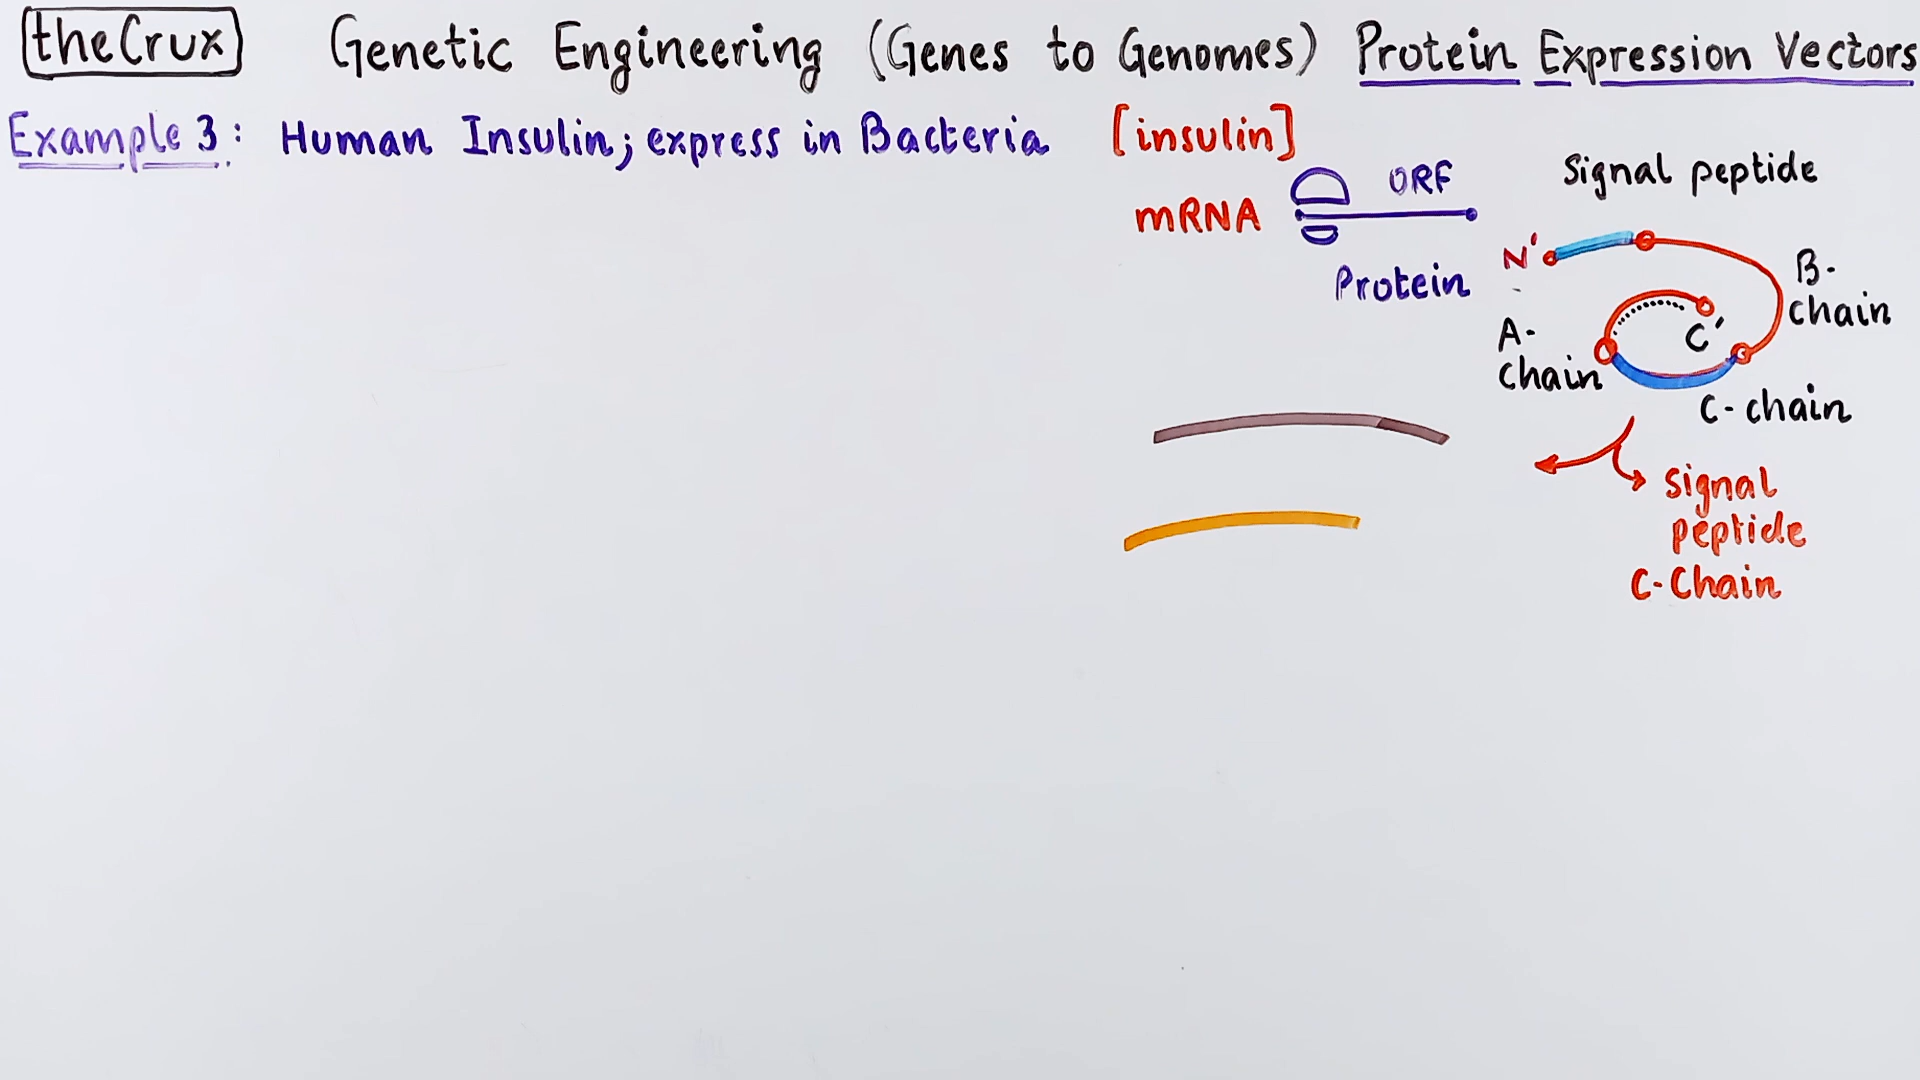 theCrux Genetic Engineering (Genes to Genomes) Protein Expression Vectors
Example 3: Human Insulin; express in Bacteria [insulin]
Signal peptide
ORF
mRNA
N'
B-
chain
Protein
A-
chain
C'
C-chain
Signal
peptide
C-Chain